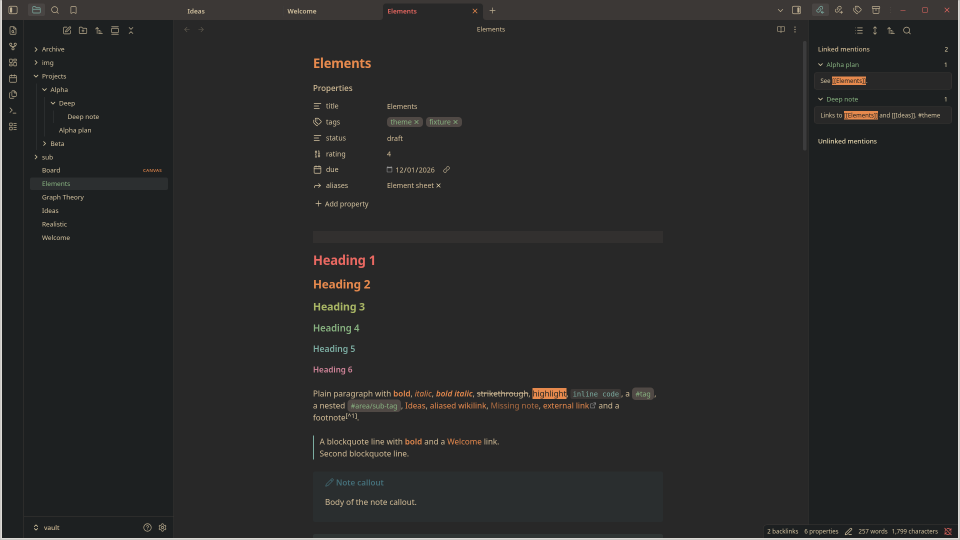 Ideas
Welcome
Elements
Elements
Archive
img
Projects
Alpha
Deep
Deep note
Alpha plan
Beta
sub
Board
CANVAS
Elements
Graph Theory
Ideas
Realistic
Welcome
vault
Elements
Properties
title Elements
tags theme fixture
status draft
rating 4
due 12/01/2026
aliases Element sheet
Add property
Heading 1
Heading 2
Heading 3
Heading 4
Heading 5
Heading 6
Plain paragraph with bold, italic, bold italic, strikethrough, highlight, inline code, a #tag,
a nested #area/sub-tag, Ideas, aliased wikilink, Missing note, external link and a
footnote[^1].
A blockquote line with bold and a Welcome link.
Second blockquote line.
Note callout
Body of the note callout.
Linked mentions 2
Alpha plan 1
See [[Elements]].
Deep note 1
Links to [[Elements]] and [[Ideas]]. #theme
Unlinked mentions
2 backlinks 6 properties 257 words 1,799 characters